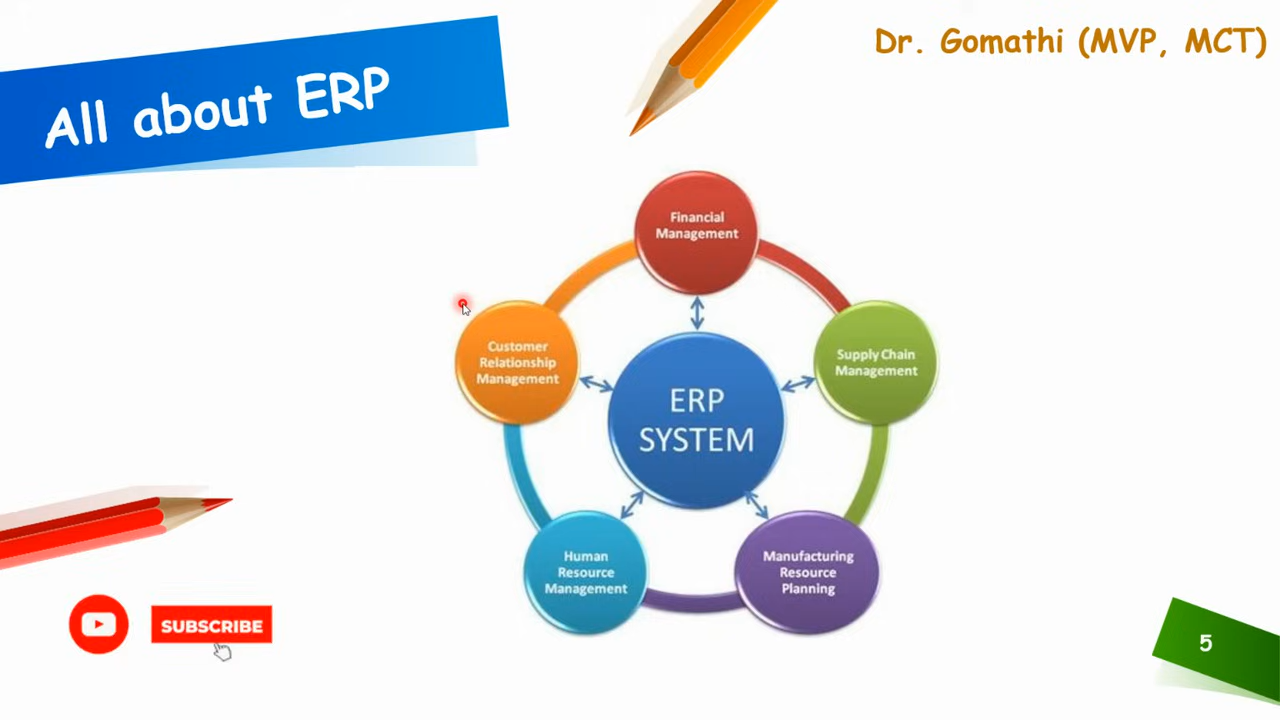 Dr. Gomathi (MVP, MCT)
All about ERP
Financial
Management
Customer
Relationship
Management
Supply Chain
Management
ERP
SYSTEM
Human
Resource
Management
Manufacturing
Resource
Planning
SUBSCRIBE
5